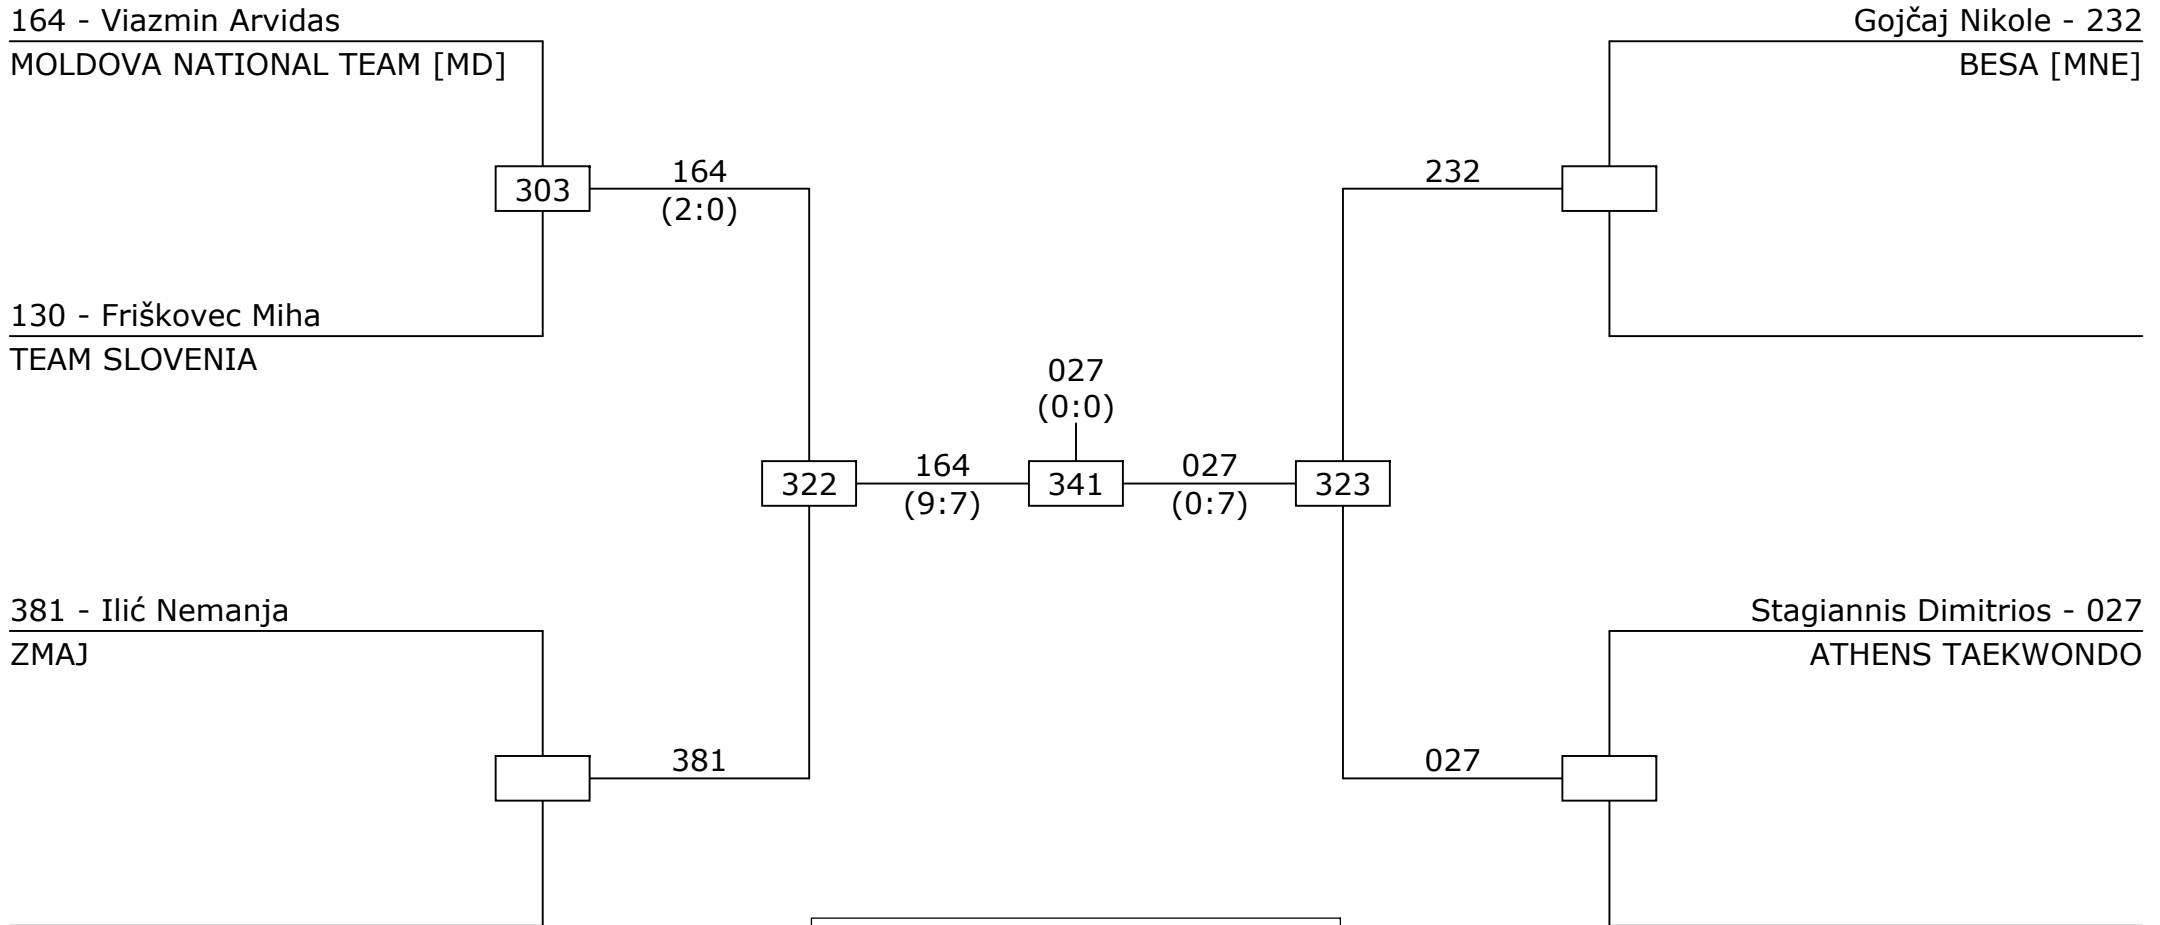 164 - Viazmin Arvidas
MOLDOVA NATIONAL TEAM [MD]
Gojčaj Nikole - 232
BESA [MNE]
303
164
(2:0)
232
130 - Friškovec Miha
TEAM SLOVENIA
027
(0:0)
322
164
(9:7)
341
027
(0:7)
323
381 - Ilić Nemanja
ZMAJ
Stagiannis Dimitrios - 027
ATHENS TAEKWONDO
381
027